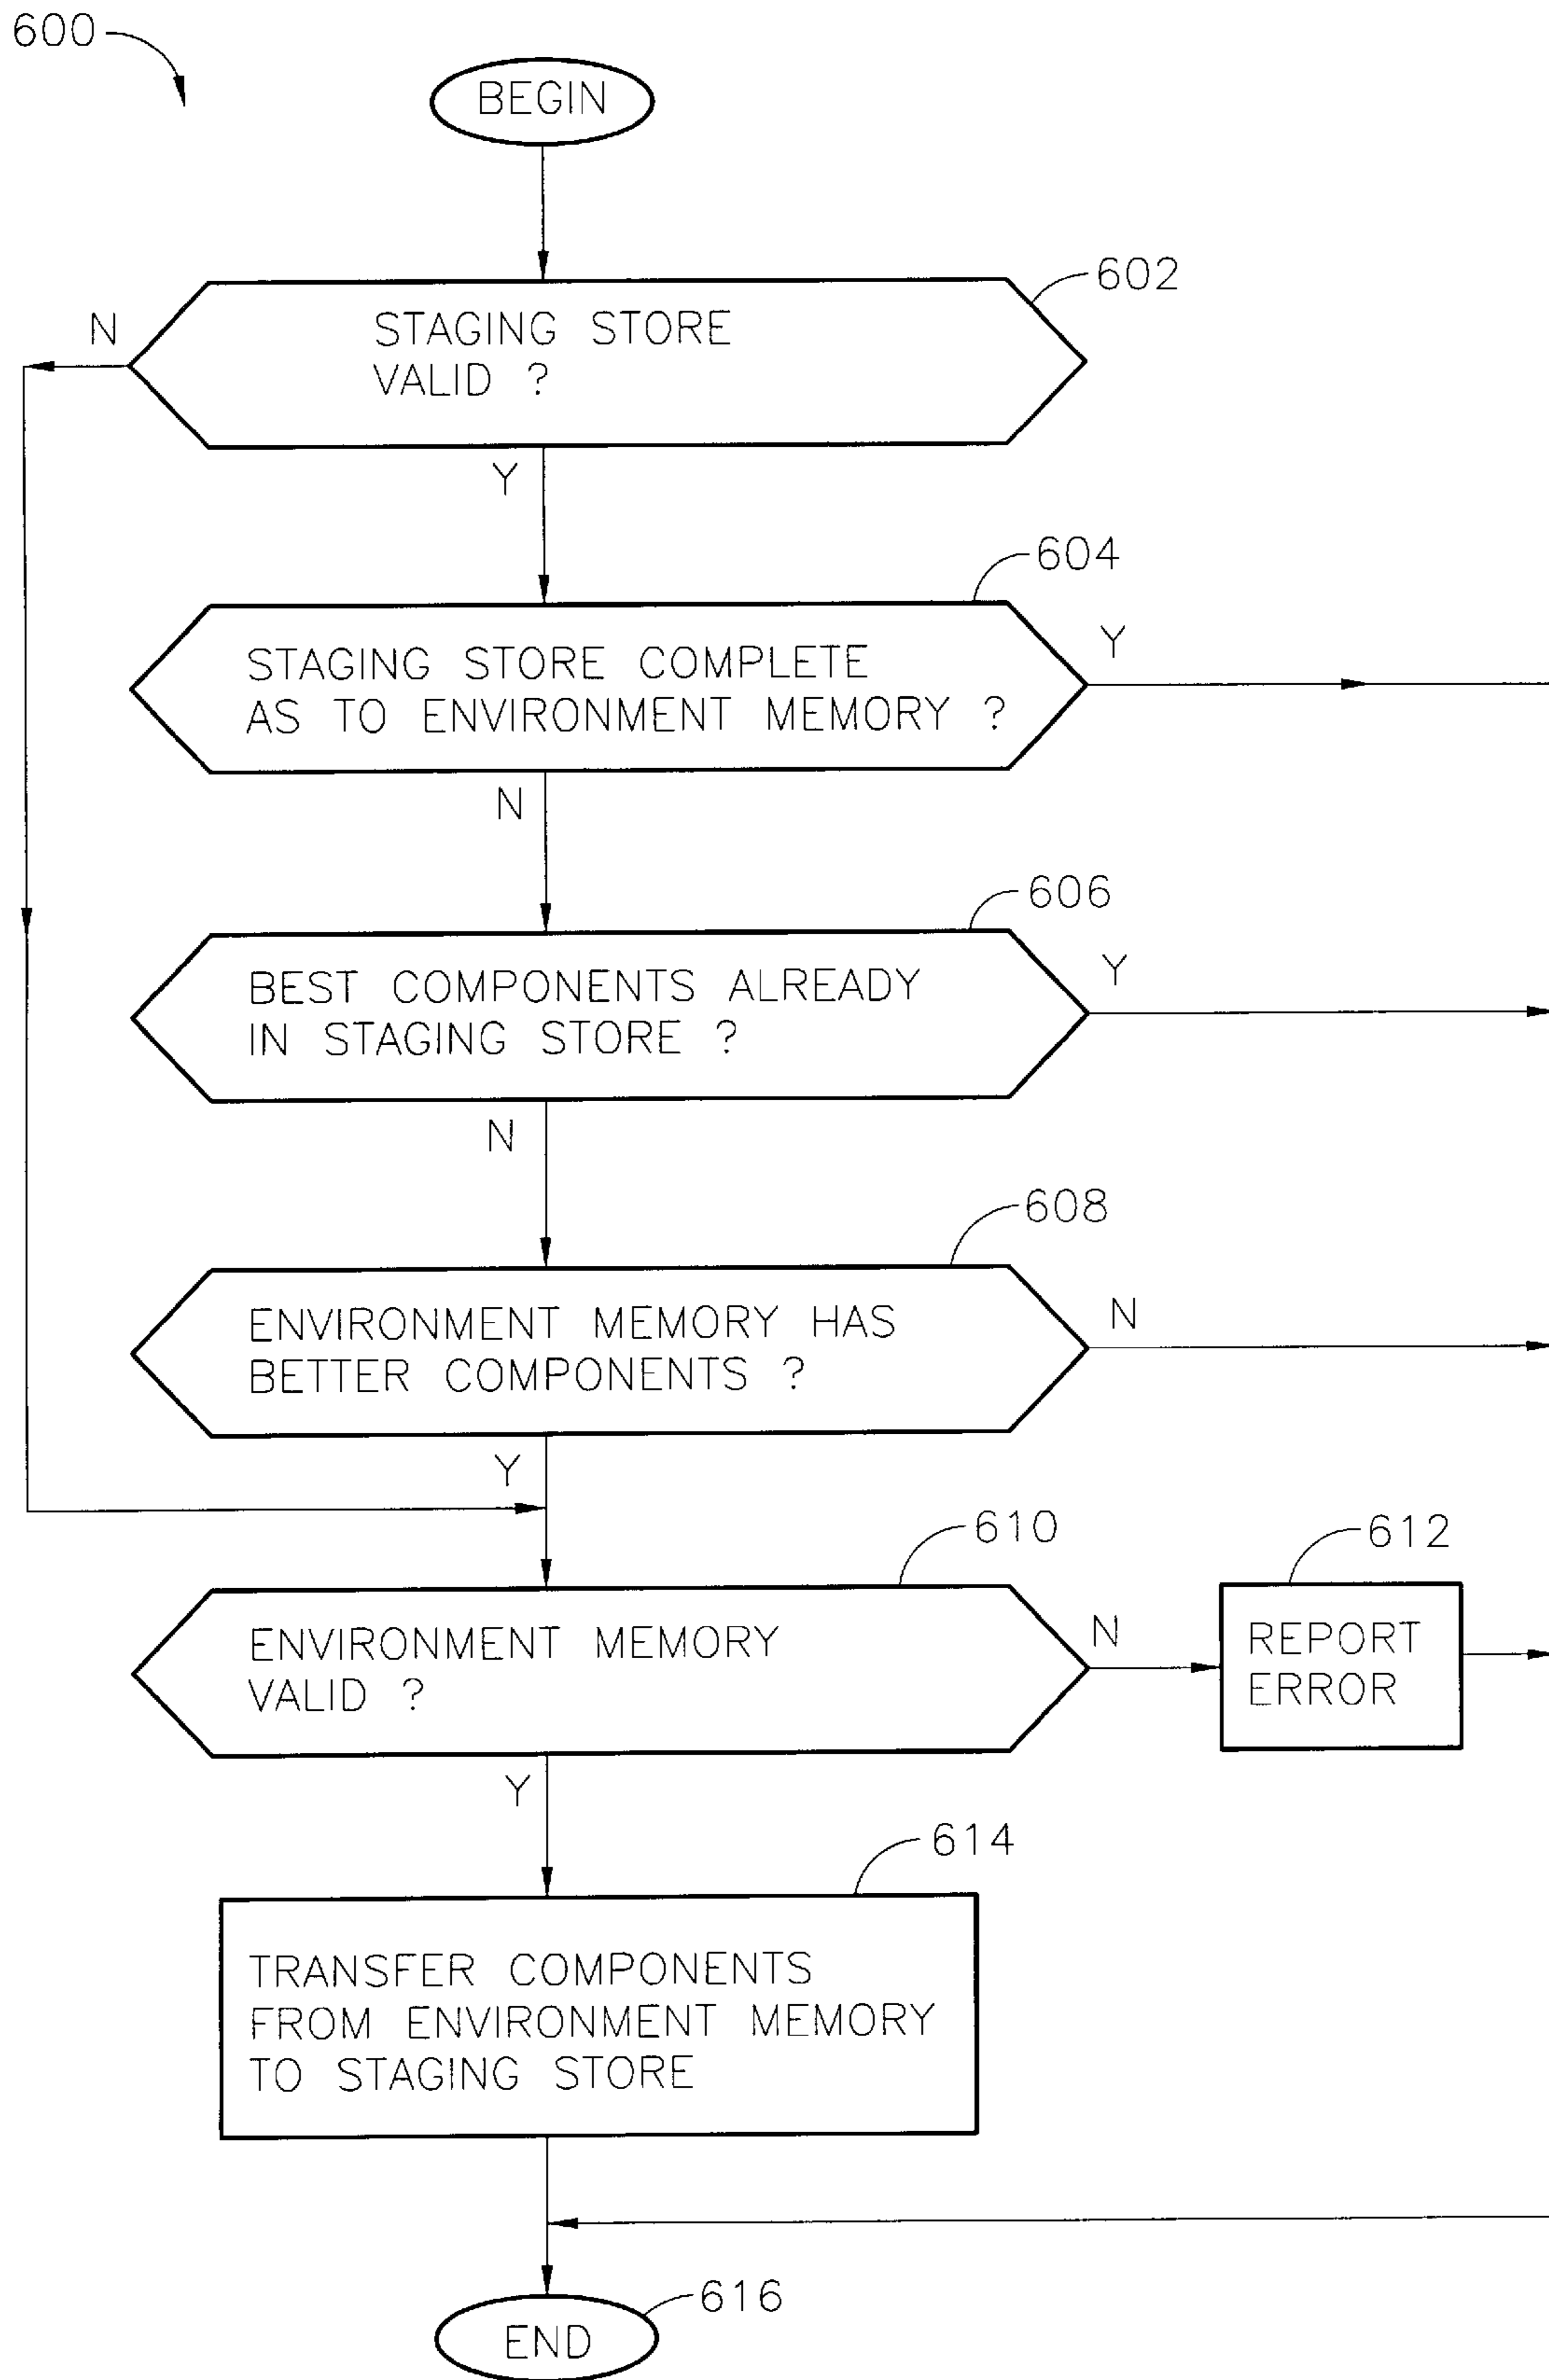 600
BEGIN
602
N
STAGING STORE
VALID ?
Y
604
Y
STAGING STORE COMPLETE
AS TO ENVIRONMENT MEMORY ?
N
606
Y
BEST COMPONENTS ALREADY
IN STAGING STORE ?
N
608
N
ENVIRONMENT MEMORY HAS
BETTER COMPONENTS ?
Y
610
612
N
ENVIRONMENT MEMORY
VALID ?
REPORT
ERROR
Y
614
TRANSFER COMPONENTS
FROM ENVIRONMENT MEMORY
TO STAGING STORE
616
END